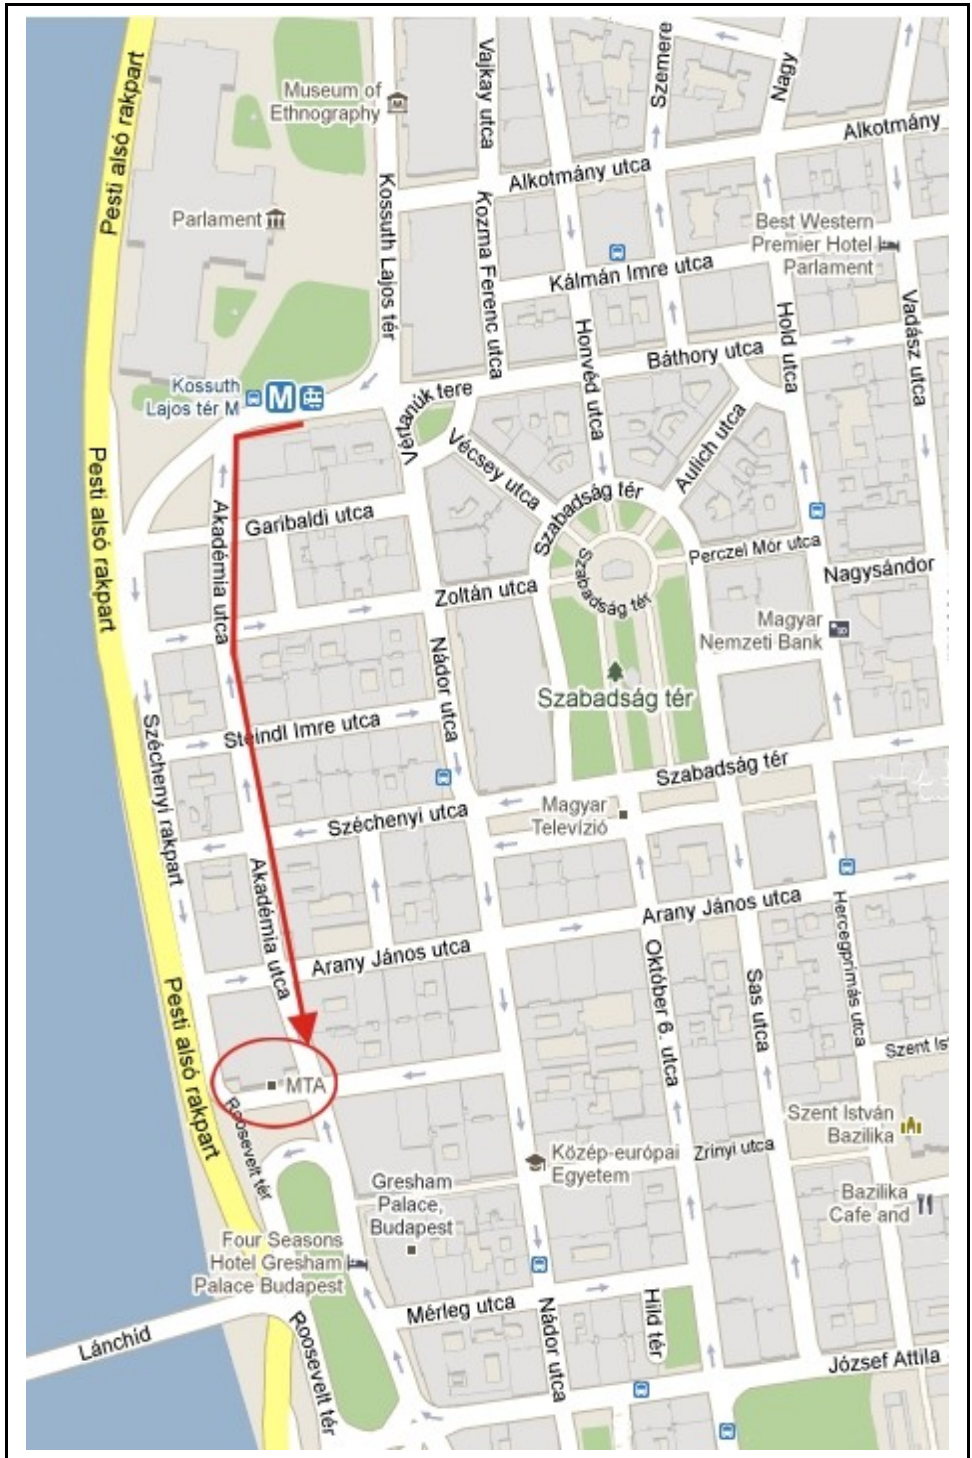 Pesti alsó rakpart
Museum of
Ethnography
Vajkay utca
Szemere
Nagy
Alkotmány
Alkotmány utca
Parlament
Kossuth Lajos tér
Kozma Ferenc utca
Best Western
Premier Hotel
Parlament
Kálmán Imre utca
Honvéd utca
Hold utca
Vadász utca
Báthory utca
Kossuth
Lajos tér M
M
Vértanúk tere
Vécsey utca
Aulich utca
Pesti alsó rakpart
Akadémia utca
Garibaldi utca
Szabadság tér
Szabadság tér
Perczel Mór utca
Nagysándor
Zoltán utca
Magyar
Nemzeti Bank
Nádor utca
Szabadság tér
Széchenyi rakpart
Steindl Imre utca
Szabadság tér
Széchenyi utca
Magyar
Televízió
Akadémia utca
Arany János utca
Arany János utca
Hercegprímás utca
Október 6. utca
Sas utca
Pesti alsó rakpart
Szent Is
MTA
Roosevelt tér
Szent István
Bazilika
Közép-európai
Egyetem
Zrínyi utca
Gresham
Palace,
Budapest
Bazilika
Cafe and
Four Seasons
Hotel Gresham
Palace Budapest
Mérleg utca
Nádor utca
Hild tér
Lánchíd
Roosevelt tér
József Attila